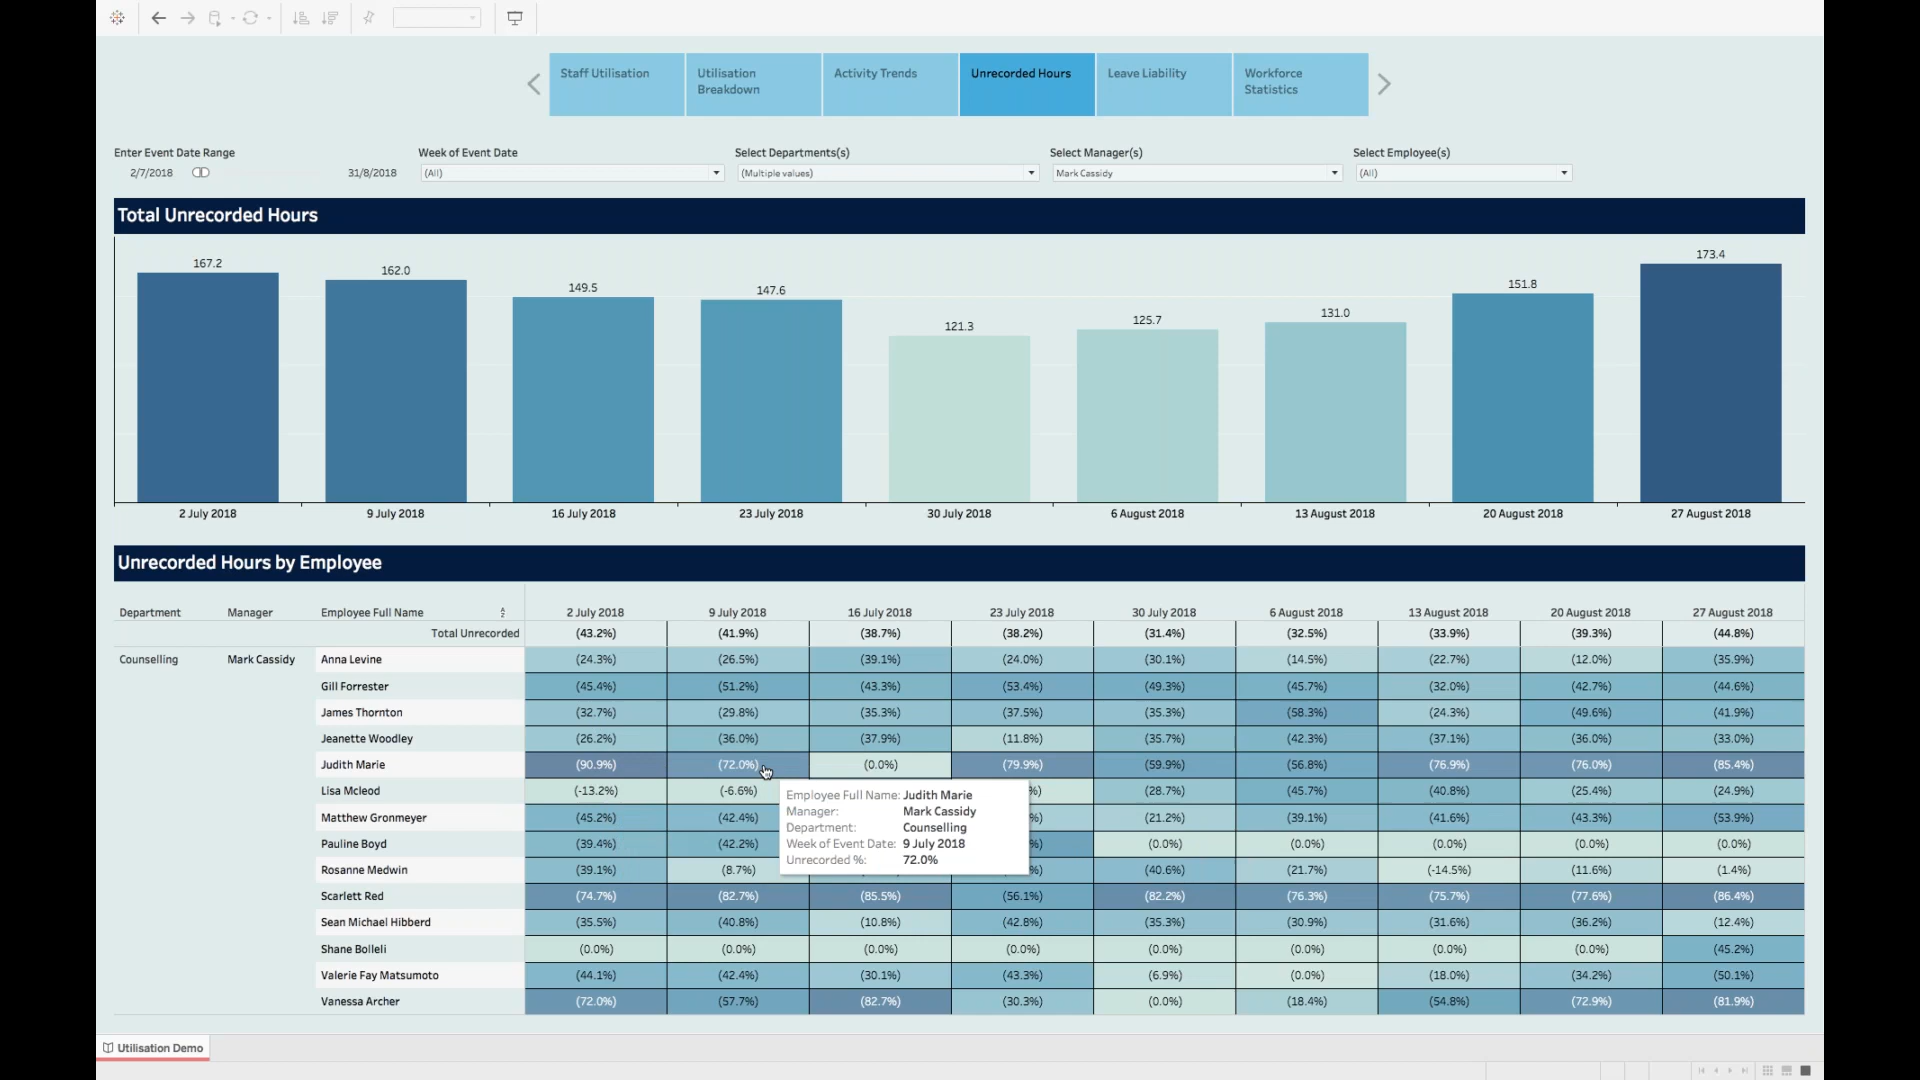 Staff Utilisation
Utilisation
Breakdown
Activity Trends
Unrecorded Hours
Leave Liability
Workforce
Statistics
Enter Event Date Range
2/7/2018 31/8/2018
Week of Event Date
(All)
Select Departments(s)
(Multiple values)
Select Manager(s)
Mark Cassidy
Select Employee(s)
(All)
Total Unrecorded Hours
167.2 162.0 149.5 147.6 121.3 125.7 131.0 151.8 173.4
2 July 2018 9 July 2018 16 July 2018 23 July 2018 30 July 2018 6 August 2018 13 August 2018 20 August 2018 27 August 2018
Unrecorded Hours by Employee
Department Manager Employee Full Name 2 July 2018 9 July 2018 16 July 2018 23 July 2018 30 July 2018 6 August 2018 13 August 2018 20 August 2018 27 August 2018
Total Unrecorded (43.2%) (41.9%) (38.7%) (38.2%) (31.4%) (32.5%) (33.9%) (39.3%) (44.8%)
Counselling Mark Cassidy Anna Levine (24.3%) (26.5%) (39.1%) (24.0%) (30.1%) (14.5%) (22.7%) (12.0%) (35.9%)
Gill Forrester (45.4%) (51.2%) (43.3%) (53.4%) (49.3%) (45.7%) (32.0%) (42.7%) (44.6%)
James Thornton (32.7%) (29.8%) (35.3%) (37.5%) (35.3%) (58.3%) (24.3%) (49.6%) (41.9%)
Jeanette Woodley (26.2%) (36.0%) (37.9%) (11.8%) (35.7%) (42.3%) (37.1%) (36.0%) (33.0%)
Judith Marie (90.9%) (72.0%) (0.0%) (79.9%) (59.9%) (56.8%) (76.9%) (76.0%) (85.4%)
Lisa Mcleod (-13.2%) (-6.6%) %) (28.7%) (45.7%) (40.8%) (25.4%) (24.9%)
Matthew Gronmeyer (45.2%) (42.4%) %) (21.2%) (39.1%) (41.6%) (43.3%) (53.9%)
Pauline Boyd (39.4%) (42.2%) %) (0.0%) (0.0%) (0.0%) (0.0%) (0.0%)
Rosanne Medwin (39.1%) (8.7%) %) (40.6%) (21.7%) (-14.5%) (11.6%) (1.4%)
Scarlett Red (74.7%) (82.7%) (85.5%) (56.1%) (82.2%) (76.3%) (75.7%) (77.6%) (86.4%)
Sean Michael Hibberd (35.5%) (40.8%) (10.8%) (42.8%) (35.3%) (30.9%) (31.6%) (36.2%) (12.4%)
Shane Bolleli (0.0%) (0.0%) (0.0%) (0.0%) (0.0%) (0.0%) (0.0%) (0.0%) (45.2%)
Valerie Fay Matsumoto (44.1%) (42.4%) (30.1%) (43.3%) (6.9%) (0.0%) (18.0%) (34.2%) (50.1%)
Vanessa Archer (72.0%) (57.7%) (82.7%) (30.3%) (0.0%) (18.4%) (54.8%) (72.9%) (81.9%)
Employee Full Name: Judith Marie
Manager: Mark Cassidy
Department: Counselling
Week of Event Date: 9 July 2018
Unrecorded %: 72.0%
Utilisation Demo